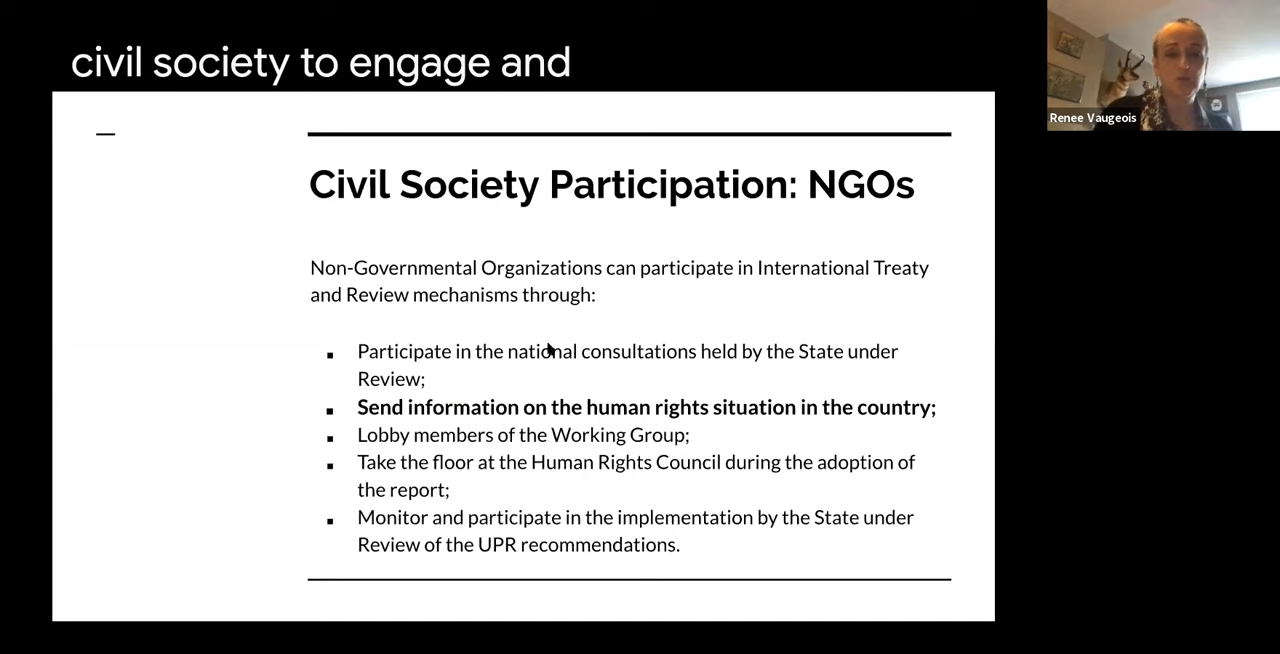 civil society to engage and
Renee Vaugeois
Civil Society Participation: NGOs
Non-Governmental Organizations can participate in International Treaty
and Review mechanisms through:
▪ Participate in the national consultations held by the State under
Review;
▪ Send information on the human rights situation in the country;
▪ Lobby members of the Working Group;
▪ Take the floor at the Human Rights Council during the adoption of
the report;
▪ Monitor and participate in the implementation by the State under
Review of the UPR recommendations.